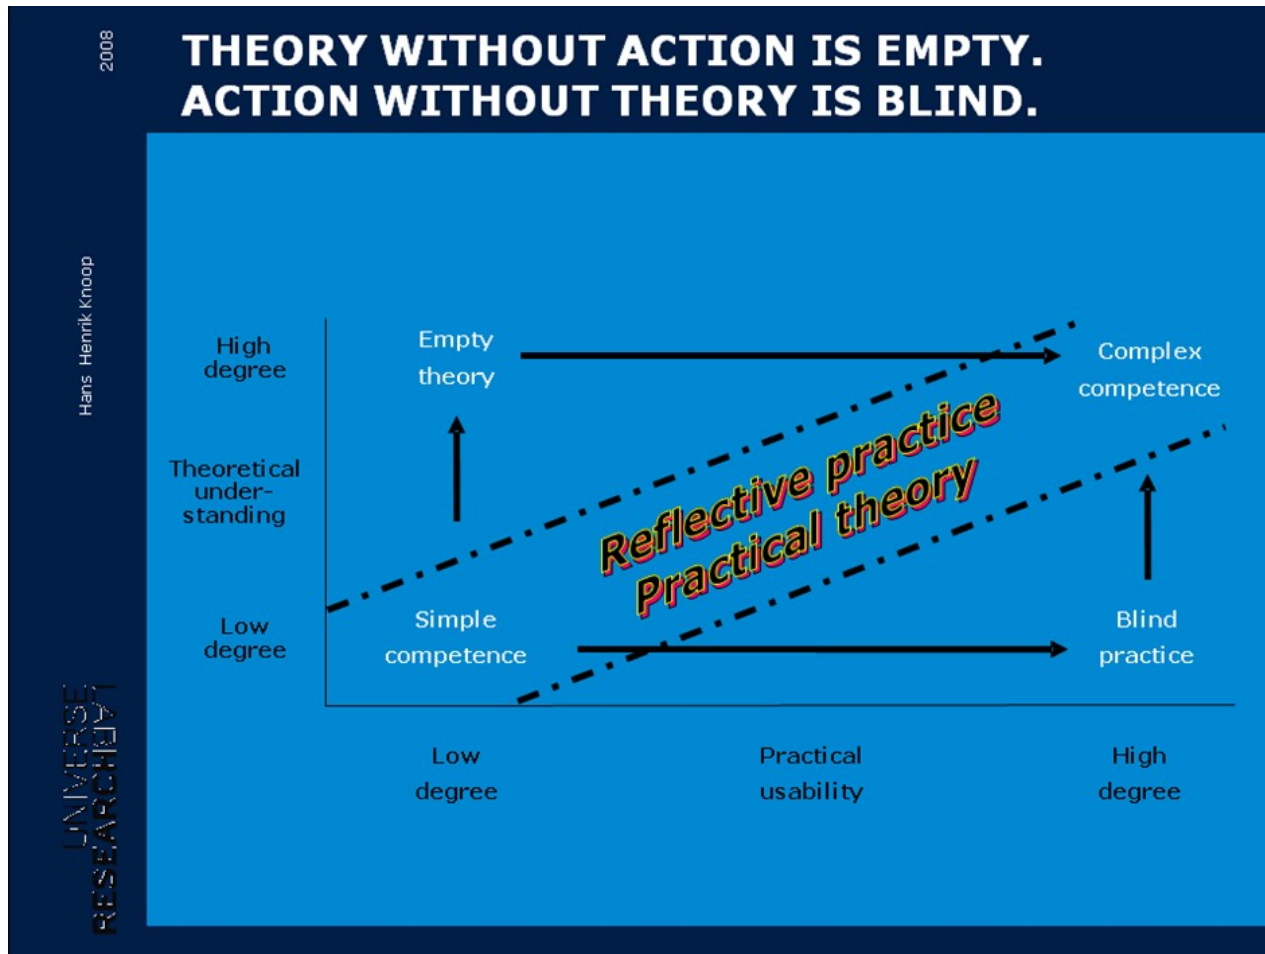 2008
THEORY WITHOUT ACTION IS EMPTY.
ACTION WITHOUT THEORY IS BLIND.
Hans Henrik Knoop
High
degree
Empty
theory
Complex
competence
Theoretical
under-
standing
Reflective practice
Practical theory
Low
degree
Simple
competence
Blind
practice
Low
degree
Practical
usability
High
degree
UNIVERSE
RESEARCH